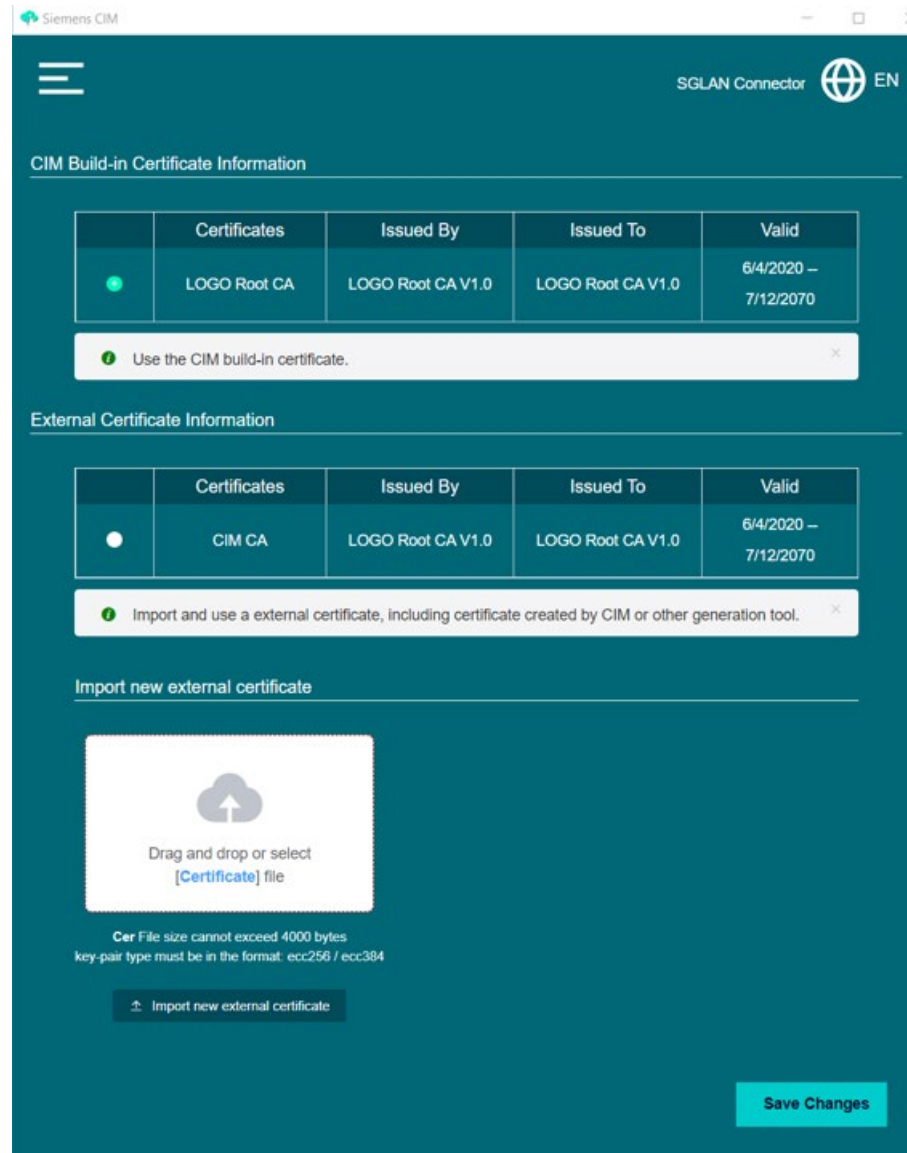 Siemens CIM
SGLAN Connector EN
CIM Build-in Certificate Information
Certificates Issued By Issued To Valid
LOGO Root CA LOGO Root CA V1.0 LOGO Root CA V1.0 6/4/2020 –
7/12/2070
Use the CIM build-in certificate.
External Certificate Information
Certificates Issued By Issued To Valid
CIM CA LOGO Root CA V1.0 LOGO Root CA V1.0 6/4/2020 –
7/12/2070
Import and use a external certificate, including certificate created by CIM or other generation tool.
Import new external certificate
Drag and drop or select
[Certificate] file
Cer File size cannot exceed 4000 bytes
key-pair type must be in the format: ecc256 / ecc384
Import new external certificate
Save Changes